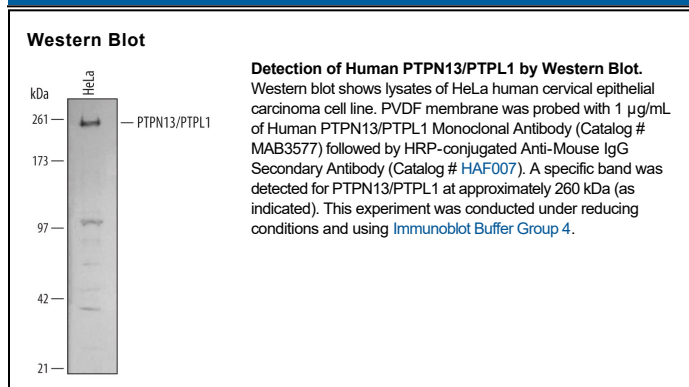 Western Blot
kDa
HeLa
261
PTPN13/PTPL1
173
97
42
21
Detection of Human PTPN13/PTPL1 by Western Blot.
Western blot shows lysates of HeLa human cervical epithelial
carcinoma cell line. PVDF membrane was probed with 1 µg/mL
of Human PTPN13/PTPL1 Monoclonal Antibody (Catalog #
MAB3577) followed by HRP-conjugated Anti-Mouse IgG
Secondary Antibody (Catalog # HAF007). A specific band was
detected for PTPN13/PTPL1 at approximately 260 kDa (as
indicated). This experiment was conducted under reducing
conditions and using Immunoblot Buffer Group 4.